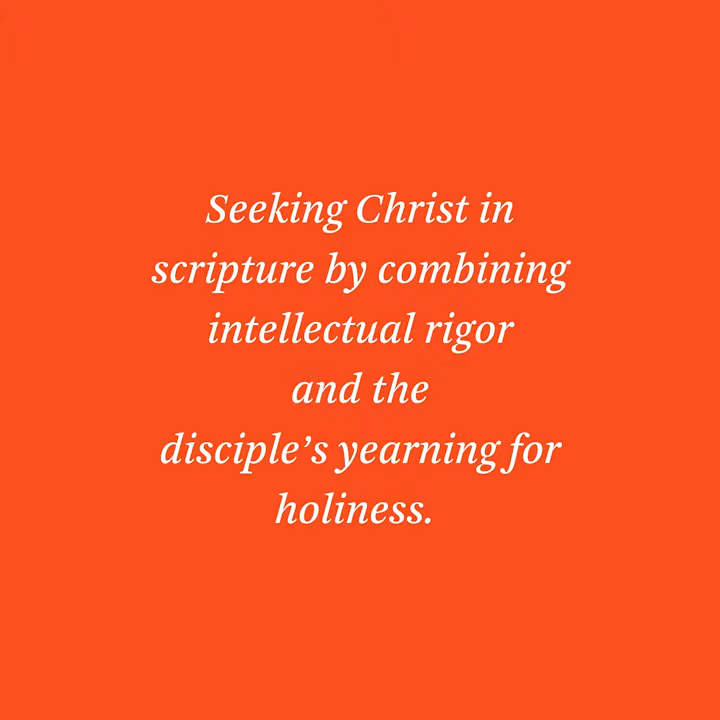 Seeking Christ in
scripture by combining
intellectual rigor
and the
disciple’s yearning for
holiness.